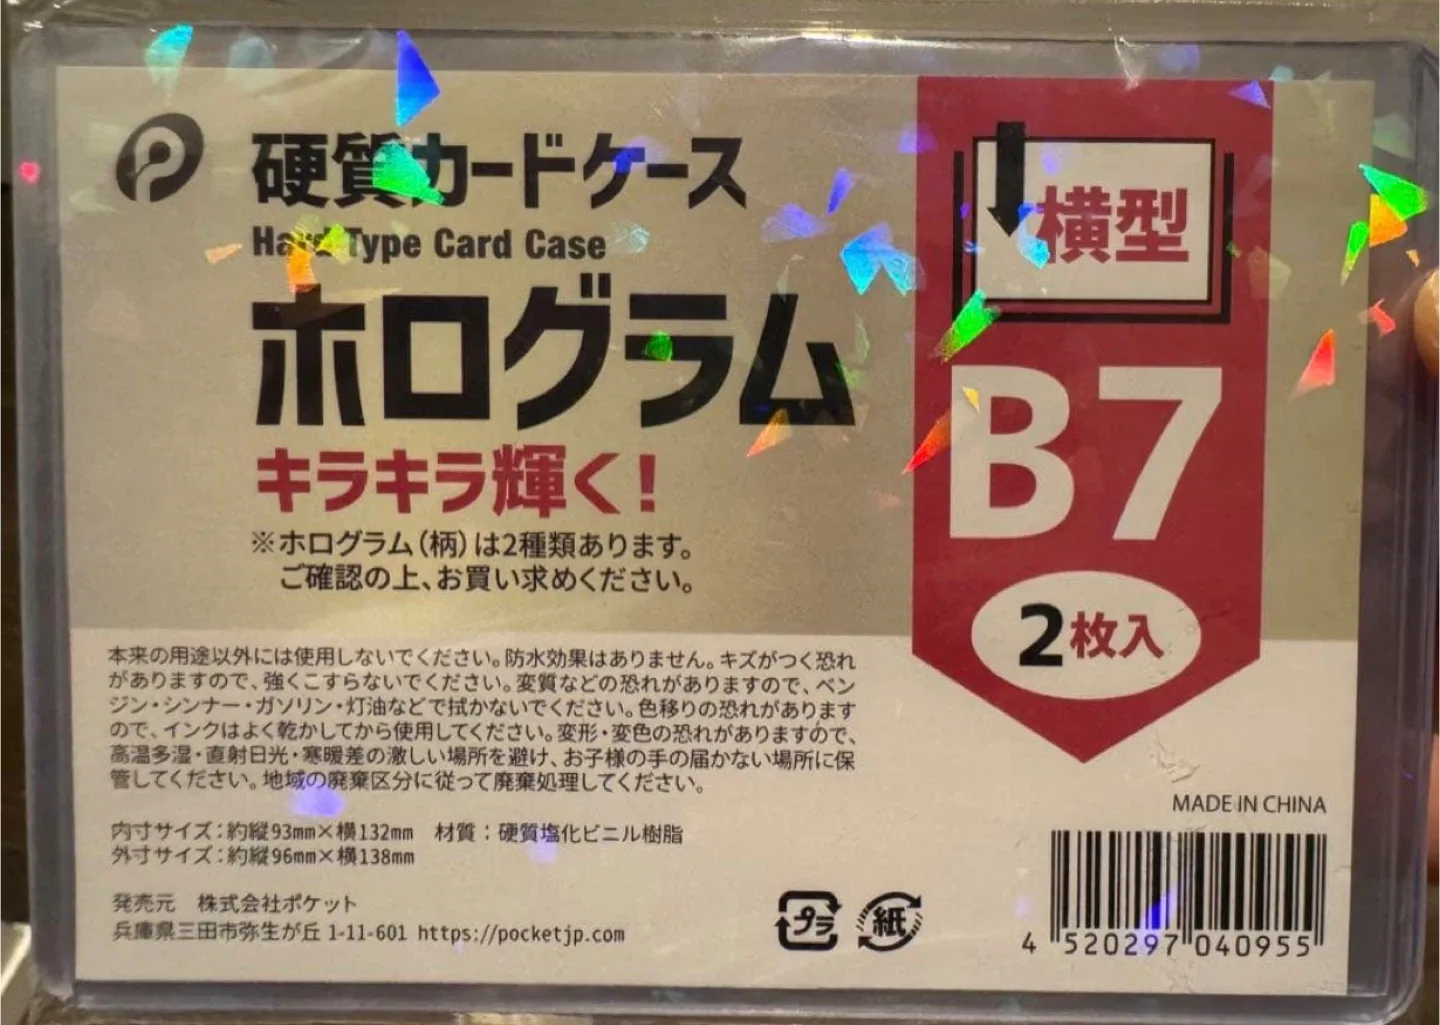 硬質カードケース
Hard Type Card Case
ホログラム
キラキラ輝く!
※ホログラム(柄)は2種類あります。
ご確認の上、お買い求めください。
横型
B7
2枚入
本来の用途以外には使用しないでください。防水効果はありません。キズがつく恐れ
がありますので、強くこすらないでください。変質などの恐れがありますので、ベン
ジン・シンナー・ガソリン・灯油などで拭かないでください。色移りの恐れがあります
ので、インクはよく乾かしてから使用してください。変形・変色の恐れがありますので、
高温多湿・直射日光・寒暖差の激しい場所を避け、お子様の手の届かない場所に保
管してください。地域の廃棄区分に従って廃棄処理してください。
内寸サイズ:約縦93mm×横132mm 材質:硬質塩化ビニル樹脂
外寸サイズ:約縦96mm×横138mm
発売元 株式会社ポケット
兵庫県三田市弥生が丘 1-11-601 https://pocketjp.com
プラ
紙
MADE IN CHINA
4 520297 040955